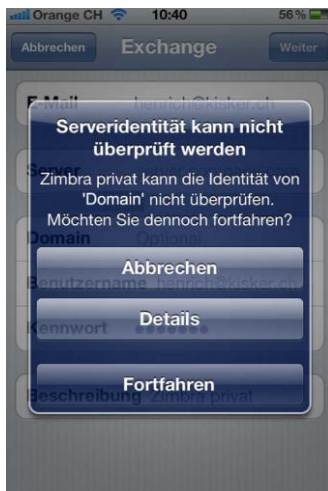 Orange CH 10:40 56%
Abbrechen Exchange Weiter
E-Mail henrich@kisker.ch
Serveridentität kann nicht
überprüft werden
Server
Zimbra privat kann die Identität von
'Domain' nicht überprüfen.
Möchten Sie dennoch fortfahren?
Domain Optional
Abbrechen
Benutzername henrich@kisker.ch
Details
Kennwort
Fortfahren
Beschreibung Zimbra privat